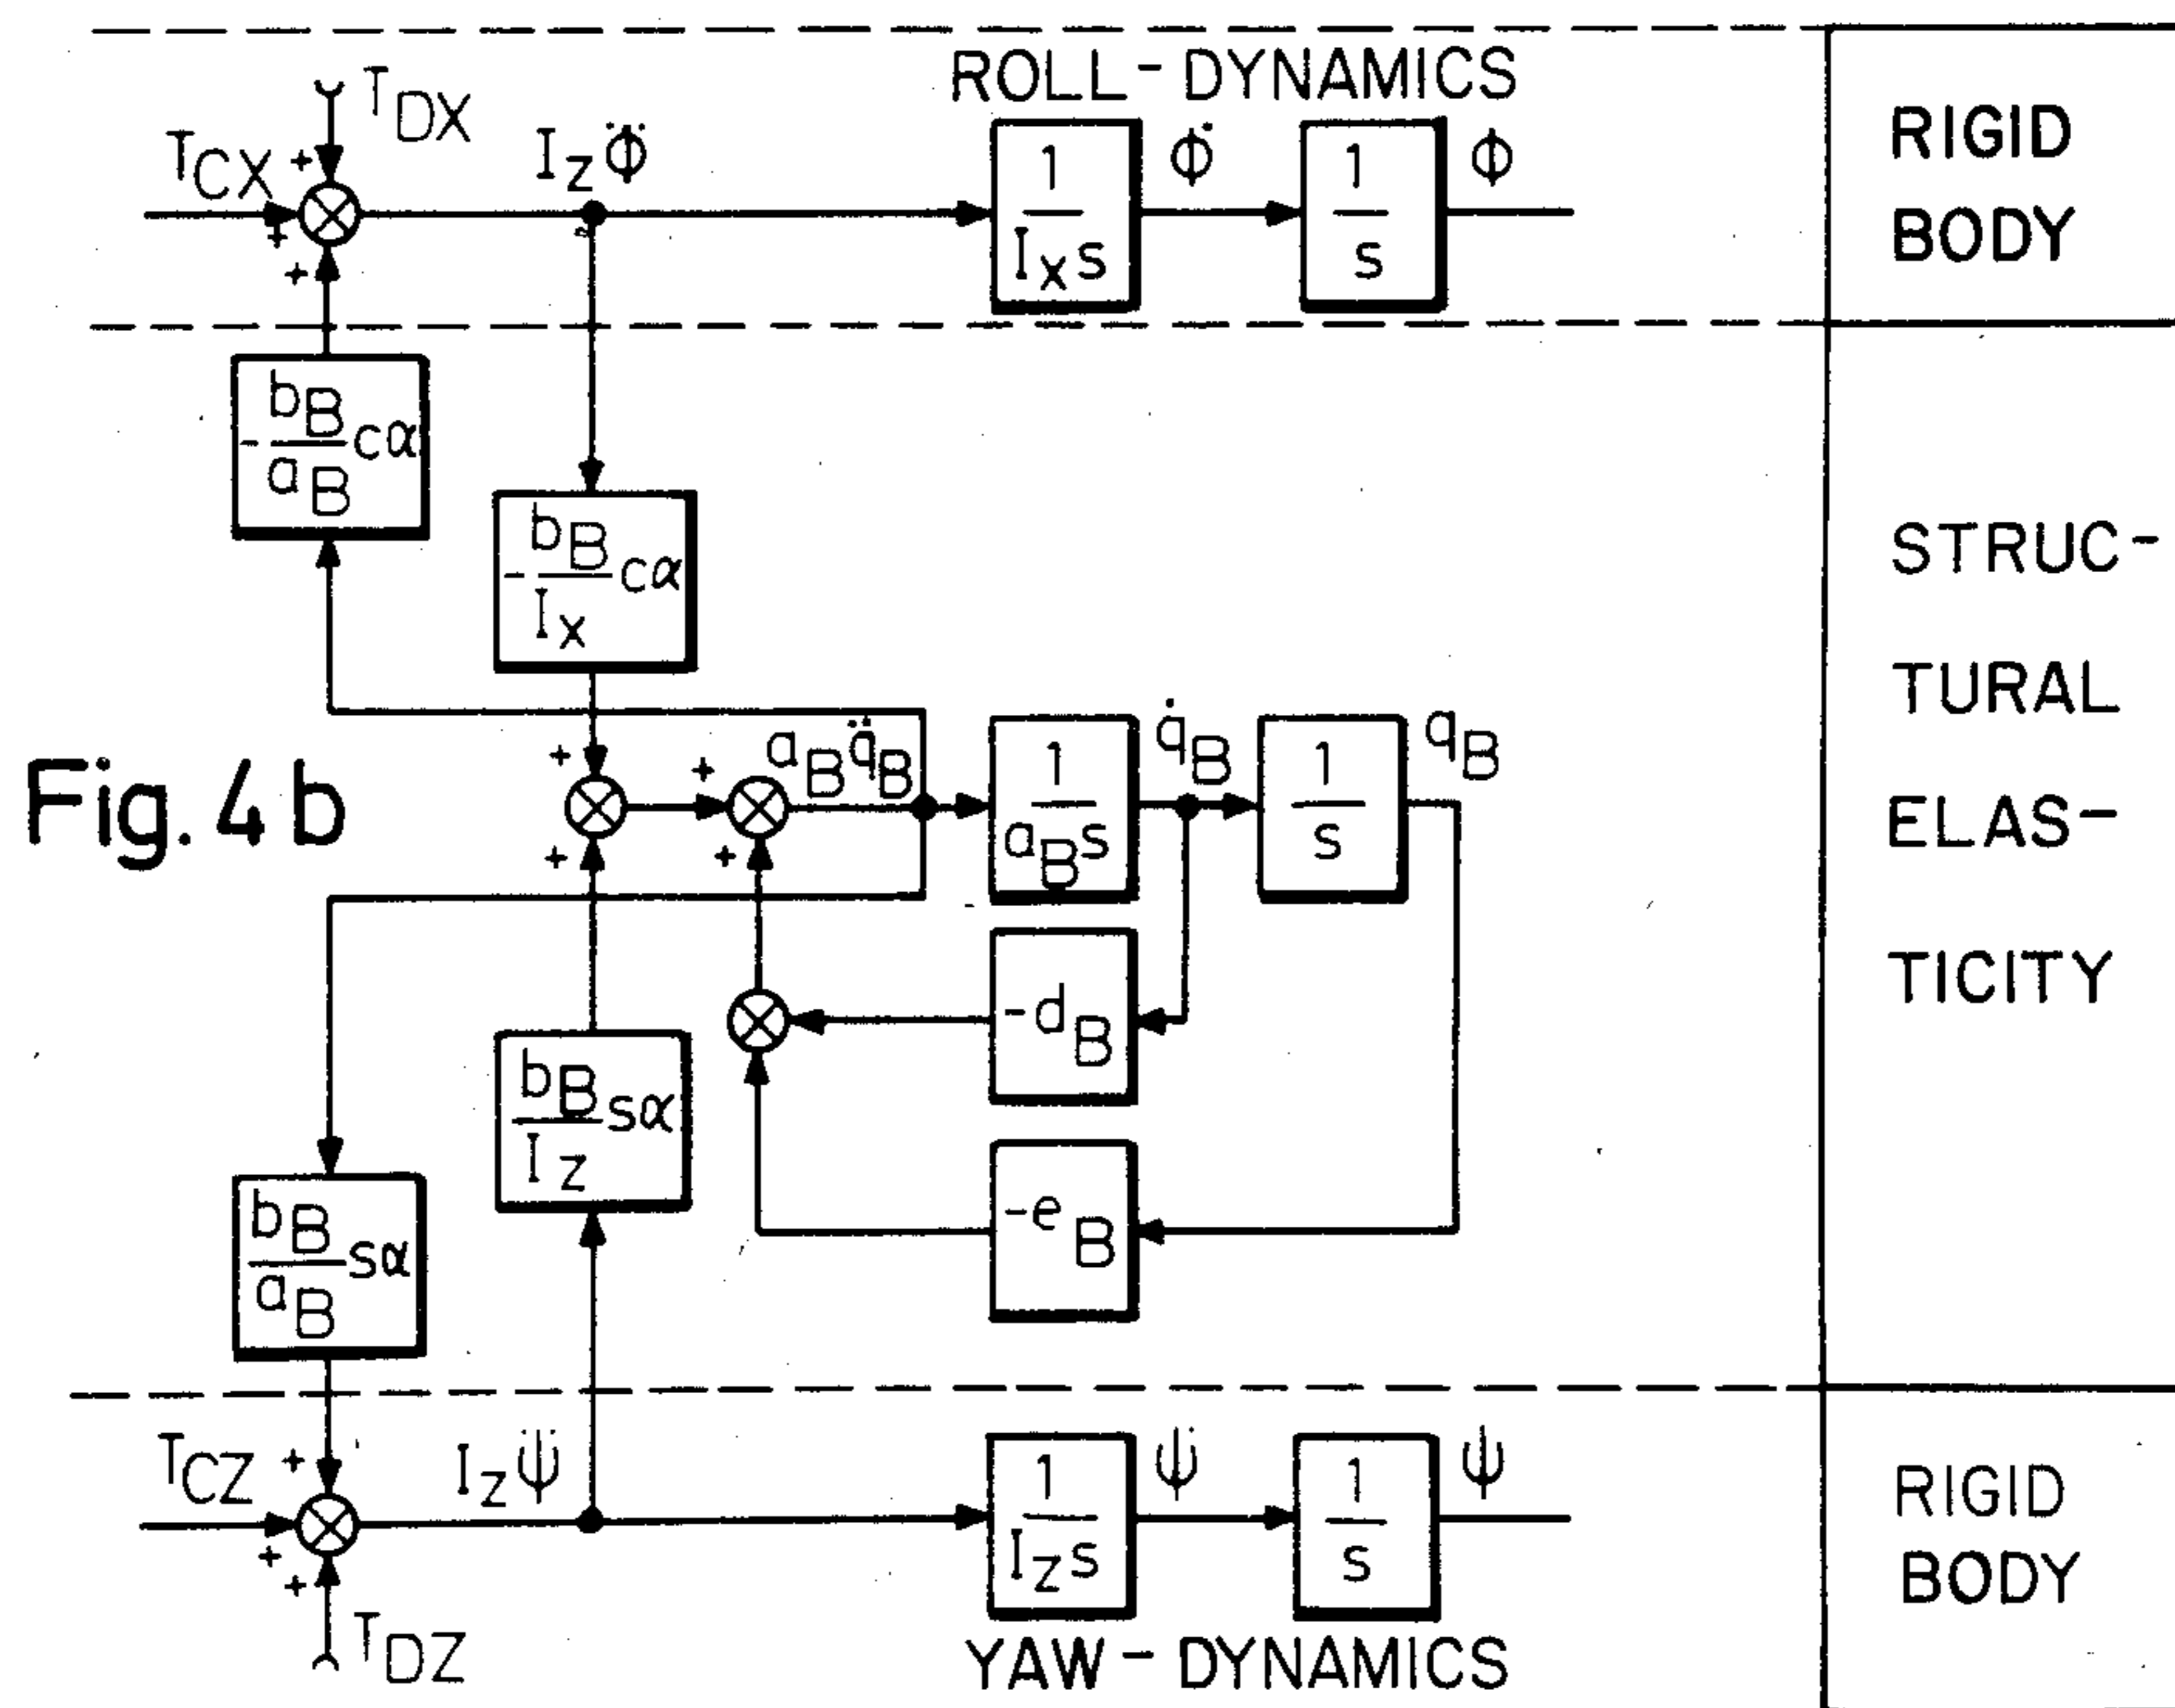 ROLL-DYNAMICS
T_DX
T_CX
+
+
+
I_z Φ̈
1
I_x s
Φ̇
1
s
Φ
RIGID
BODY
- b_B
a_B
cα
- b_B
I_x
cα
STRUC-
TURAL
ELAS-
TICITY
Fig. 4 b
+
+
+
+
a_B q̈_B
1
a_B s
q̇_B
1
s
q_B
-d_B
b_B
I_z
sα
-e_B
b_B
a_B
sα
T_CZ
+
+
+
I_z ψ̈
1
I_z s
ψ̇
1
s
ψ
RIGID
BODY
T_DZ
YAW-DYNAMICS